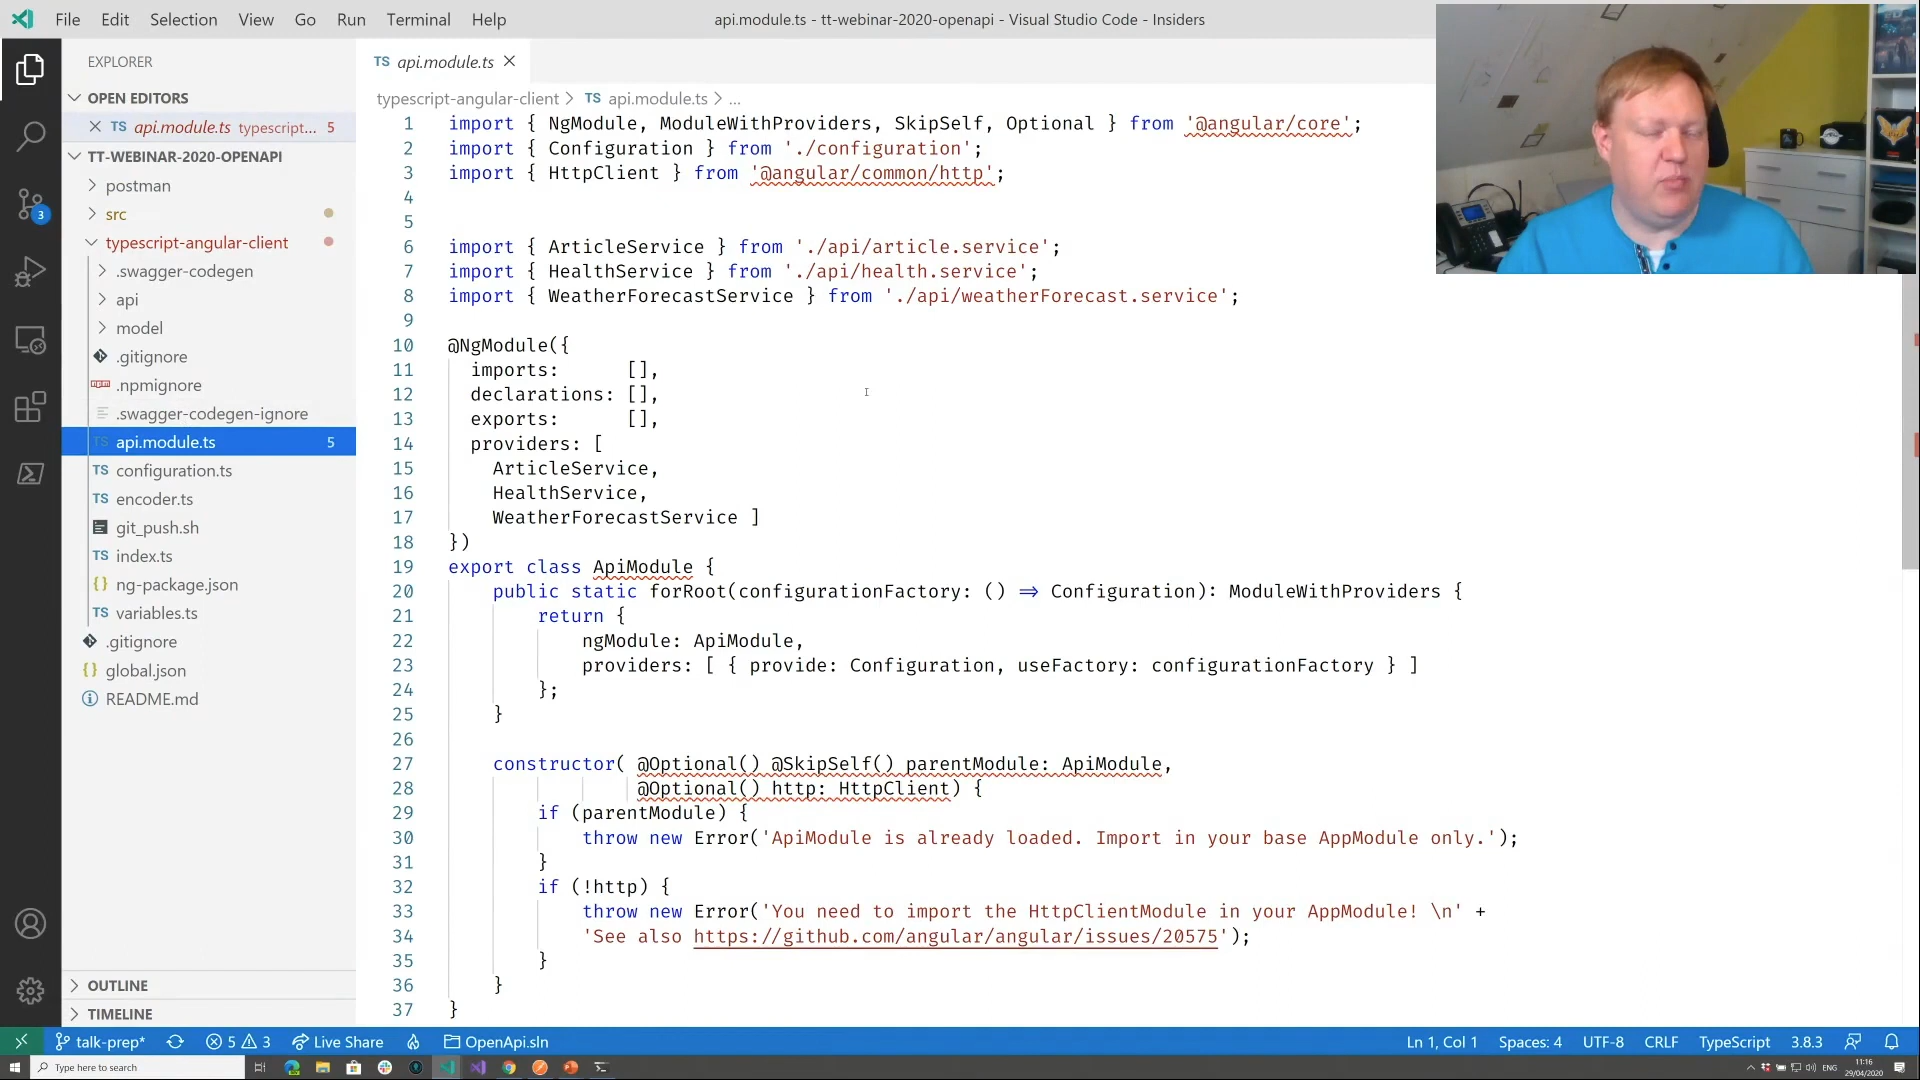 File Edit Selection View Go Run Terminal Help
api.module.ts - tt-webinar-2020-openapi - Visual Studio Code - Insiders
EXPLORER
OPEN EDITORS
TS api.module.ts typescript... 5
TT-WEBINAR-2020-OPENAPI
postman
src
typescript-angular-client
.swagger-codegen
api
model
.gitignore
.npmignore
.swagger-codegen-ignore
TS api.module.ts 5
TS configuration.ts
TS encoder.ts
git_push.sh
TS index.ts
{} ng-package.json
TS variables.ts
.gitignore
{} global.json
README.md
OUTLINE
TIMELINE
3
TS api.module.ts
typescript-angular-client > TS api.module.ts > ...
1 import { NgModule, ModuleWithProviders, SkipSelf, Optional } from '@angular/core';
2 import { Configuration } from './configuration';
3 import { HttpClient } from '@angular/common/http';
4
5
6 import { ArticleService } from './api/article.service';
7 import { HealthService } from './api/health.service';
8 import { WeatherForecastService } from './api/weatherForecast.service';
9
10 @NgModule({
11 imports: [],
12 declarations: [],
13 exports: [],
14 providers: [
15 ArticleService,
16 HealthService,
17 WeatherForecastService ]
18 })
19 export class ApiModule {
20 public static forRoot(configurationFactory: () ⇒ Configuration): ModuleWithProviders {
21 return {
22 ngModule: ApiModule,
23 providers: [ { provide: Configuration, useFactory: configurationFactory } ]
24 };
25 }
26
27 constructor( @Optional() @SkipSelf() parentModule: ApiModule,
28 @Optional() http: HttpClient) {
29 if (parentModule) {
30 throw new Error('ApiModule is already loaded. Import in your base AppModule only.');
31 }
32 if (!http) {
33 throw new Error('You need to import the HttpClientModule in your AppModule! \n' +
34 'See also https://github.com/angular/angular/issues/20575');
35 }
36 }
37 }
talk-prep* 5 3 Live Share OpenApi.sln Ln 1, Col 1 Spaces: 4 UTF-8 CRLF TypeScript 3.8.3
Type here to search
ENG
11:16
29/04/2020